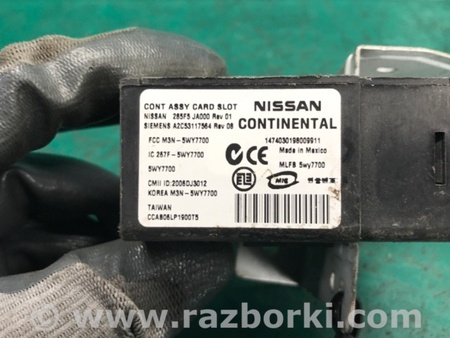 CONT ASSY CARD SLOT
NISSAN
NISSAN 285F5 JA000 Rev 01
SIEMENS A2C53117564 Rev 08
CONTINENTAL
FCC M3N-5WY7700
1474030198009911
Made in Mexico
IC 267F-5WY7700
MLFB 5wy7700
5WY7700
CMII ID:2006DJ3012
KOREA M3N-5WY7700
TAIWAN
CCAB06LP1900T5
www.razborki.com